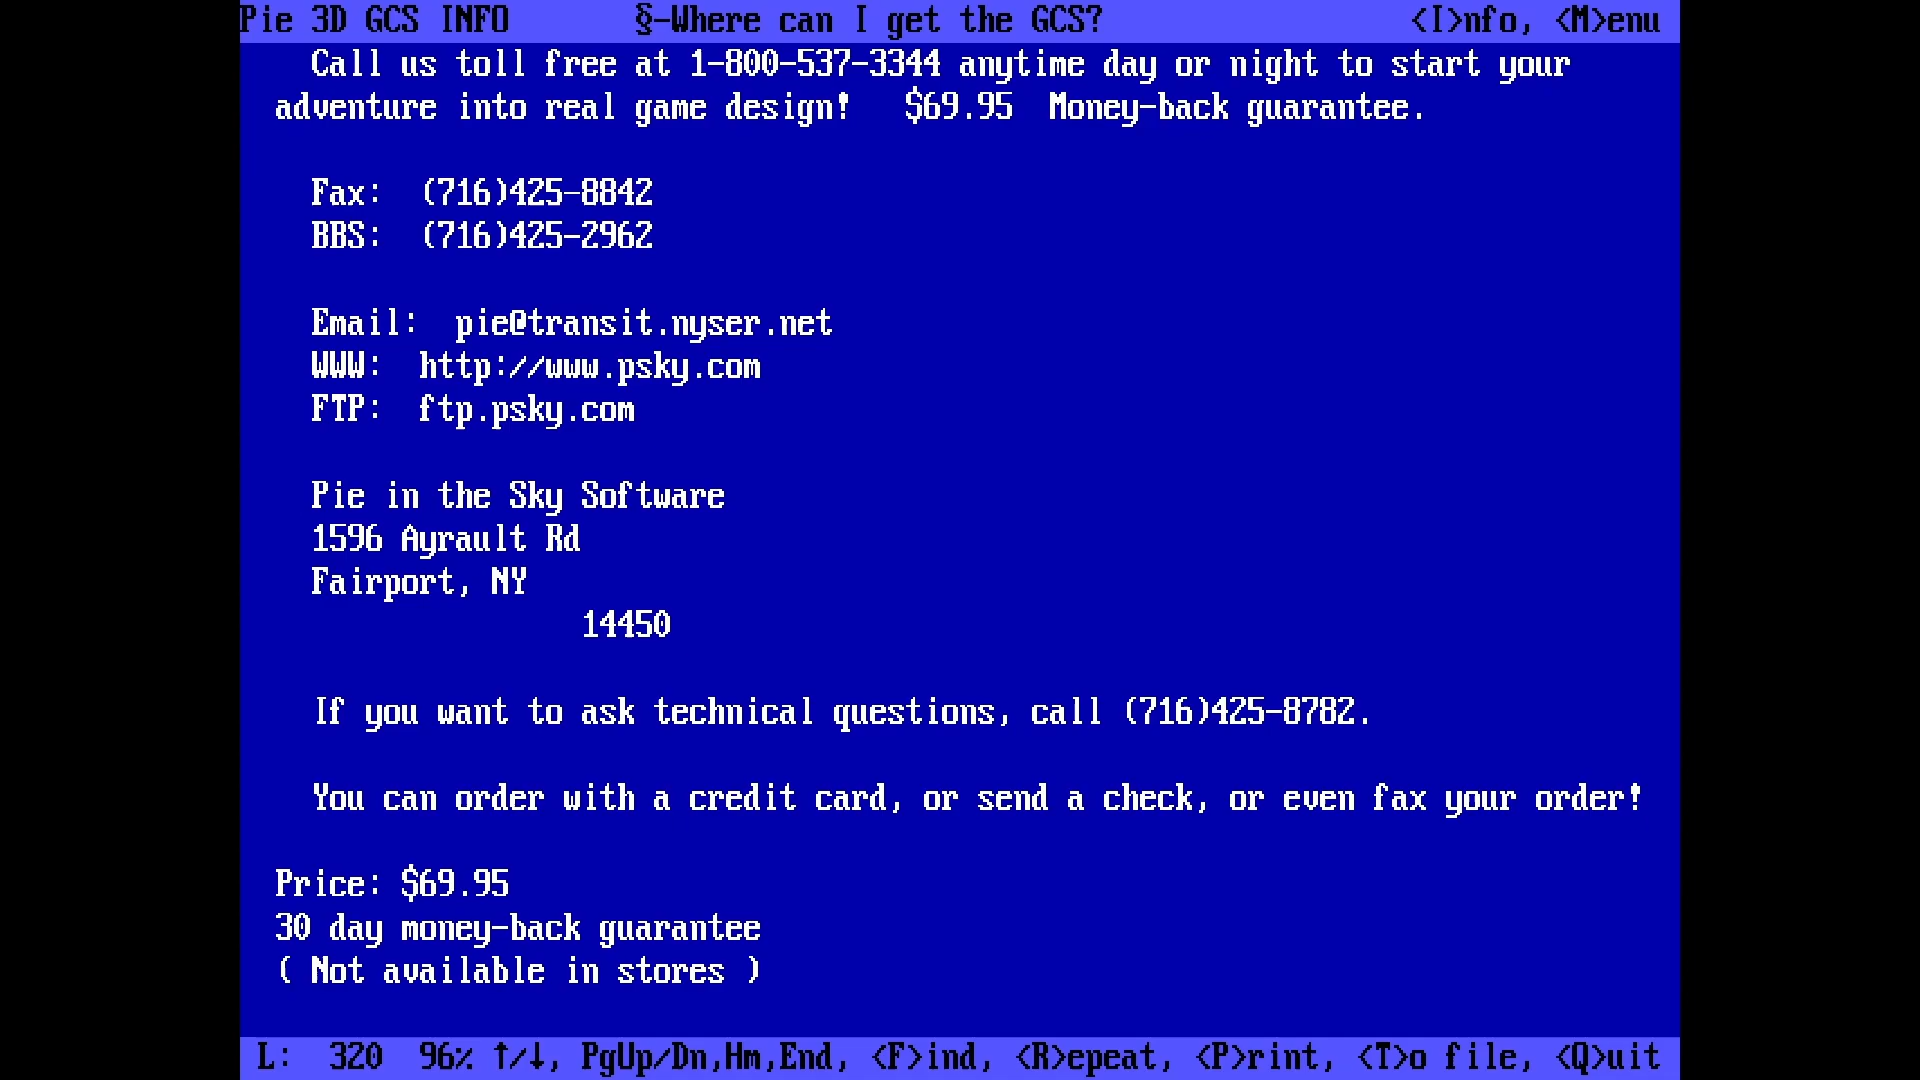 Pie 3D GCS INFO §-Where can I get the GCS? <I>nfo, <M>enu
Call us toll free at 1-800-537-3344 anytime day or night to start your
adventure into real game design! $69.95 Money-back guarantee.
Fax: (716)425-8842
BBS: (716)425-2962
Email: pie@transit.nyser.net
WWW: http://www.psky.com
FTP: ftp.psky.com
Pie in the Sky Software
1596 Ayrault Rd
Fairport, NY
14450
If you want to ask technical questions, call (716)425-8782.
You can order with a credit card, or send a check, or even fax your order!
Price: $69.95
30 day money-back guarantee
( Not available in stores )
L: 320 96% ↑/↓, PgUp/Dn,Hm,End, <F>ind, <R>epeat, <P>rint, <T>o file, <Q>uit